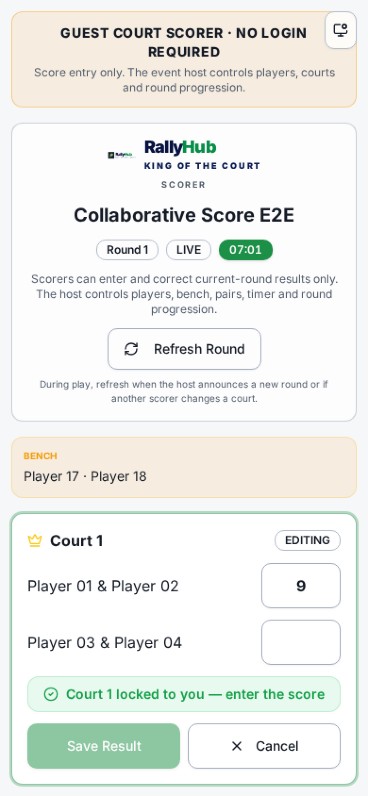 GUEST COURT SCORER · NO LOGIN
REQUIRED
Score entry only. The event host controls players, courts
and round progression.
RallyHub
KING OF THE COURT
SCORER
Collaborative Score E2E
Round 1 LIVE 07:01
Scorers can enter and correct current-round results only.
The host controls players, bench, pairs, timer and round
progression.
Refresh Round
During play, refresh when the host announces a new round or if
another scorer changes a court.
BENCH
Player 17 · Player 18
Court 1 EDITING
Player 01 & Player 02 9
Player 03 & Player 04
Court 1 locked to you — enter the score
Save Result Cancel